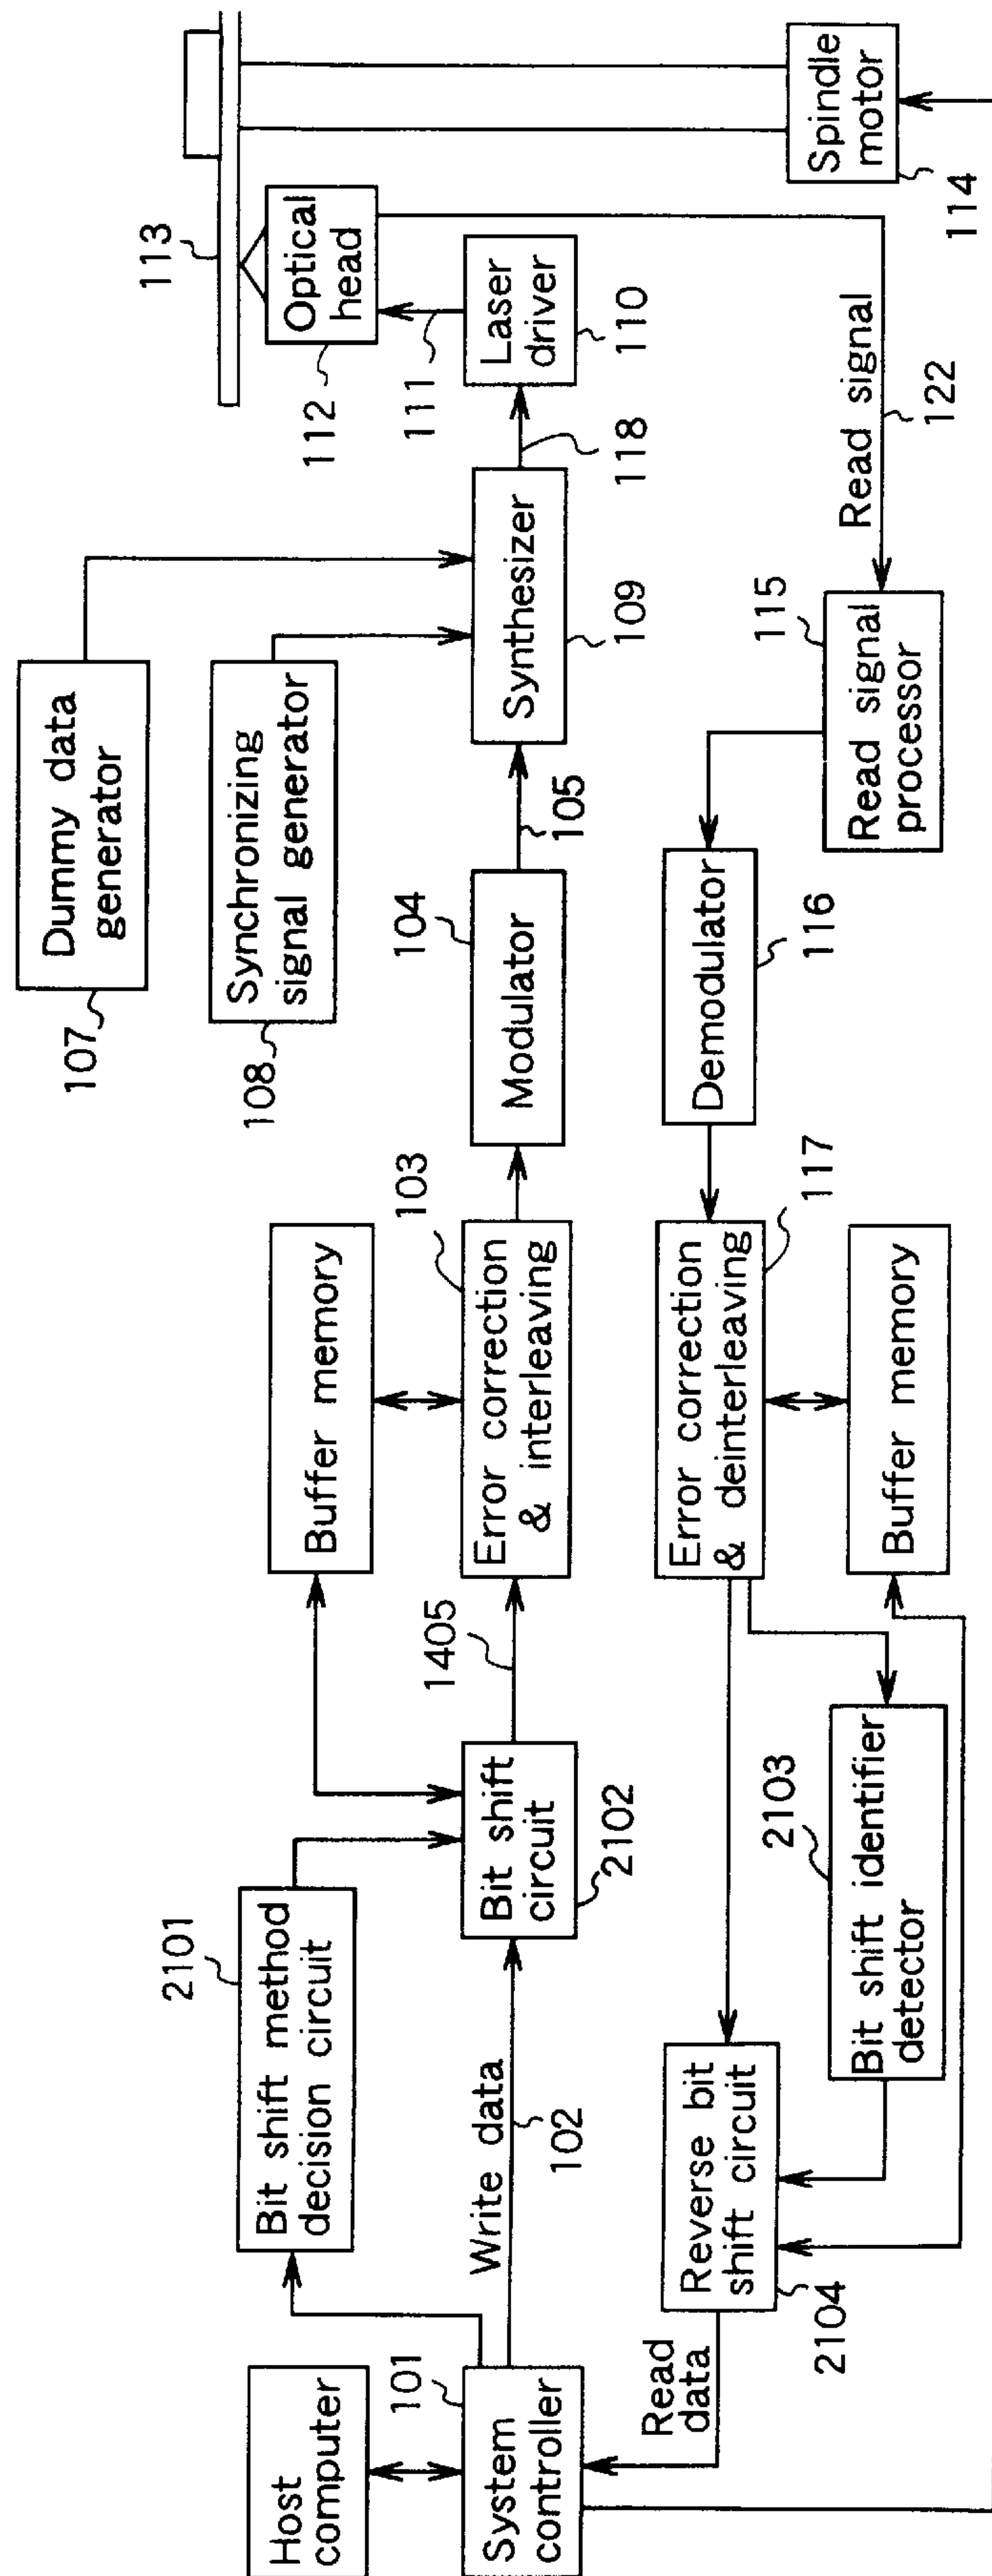 Host
computer
101
System
controller
2101
Bit shift method
decision circuit
Write data
102
Bit shift
circuit
2102
1405
Buffer memory
103
Error correction
& interleaving
104
Modulator
105
107
Dummy data
generator
108
Synchronizing
signal generator
Synthesizer
109
118
Laser
driver
110
111
112
Optical
head
113
Spindle
motor
114
Read signal
122
115
Read signal
processor
Demodulator
116
Error correction
& deinterleaving
117
Buffer memory
2103
Bit shift identifier
detector
Reverse bit
shift circuit
2104
Read
data